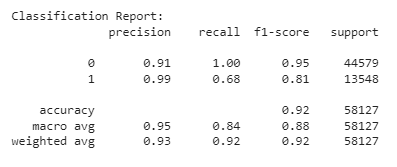 Classification Report:
precision recall f1-score support
0 0.91 1.00 0.95 44579
1 0.99 0.68 0.81 13548
accuracy 0.92 58127
macro avg 0.95 0.84 0.88 58127
weighted avg 0.93 0.92 0.92 58127